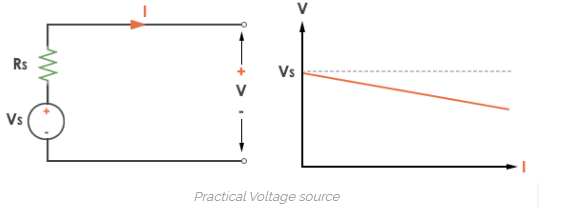 I
V
Rs
Vs
+
-
+
V
-
Vs
I
Practical Voltage source